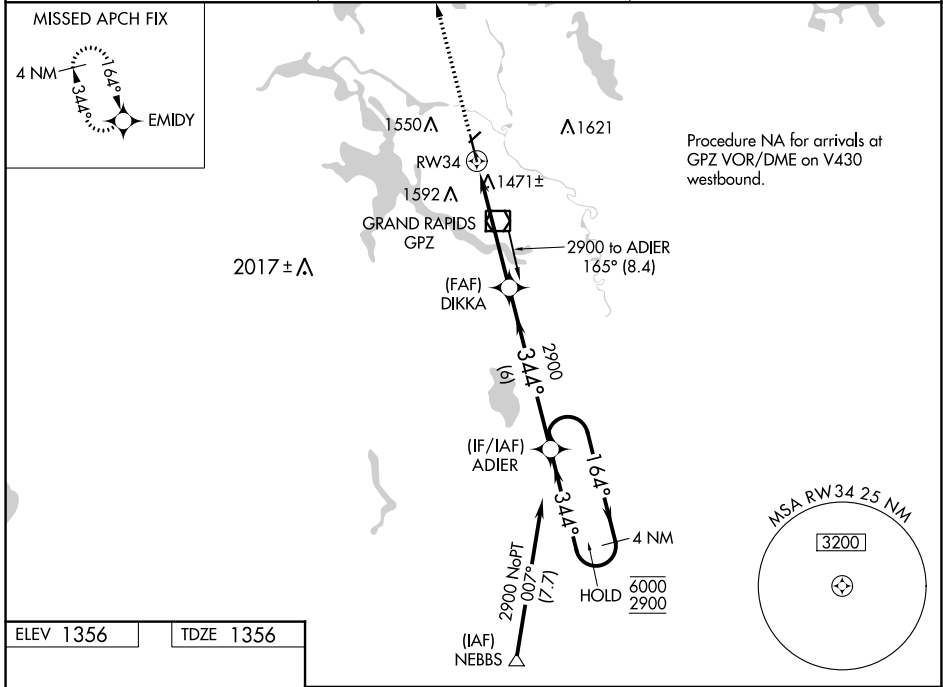 MISSED APCH FIX
4 NM
164°
344°
EMIDY
1550
1621
Procedure NA for arrivals at
GPZ VOR/DME on V430
westbound.
RW34
1471±
1592
GRAND RAPIDS
GPZ
2900 to ADIER
165° (8.4)
2017±
(FAF)
DIKKA
2900
344°
(6)
(IF/IAF)
ADIER
164°
344°
4 NM
HOLD
6000
2900
2900 NoPT
007°
(7.7)
(IAF)
NEBBS
MSA RW34 25 NM
3200
ELEV 1356
TDZE 1356